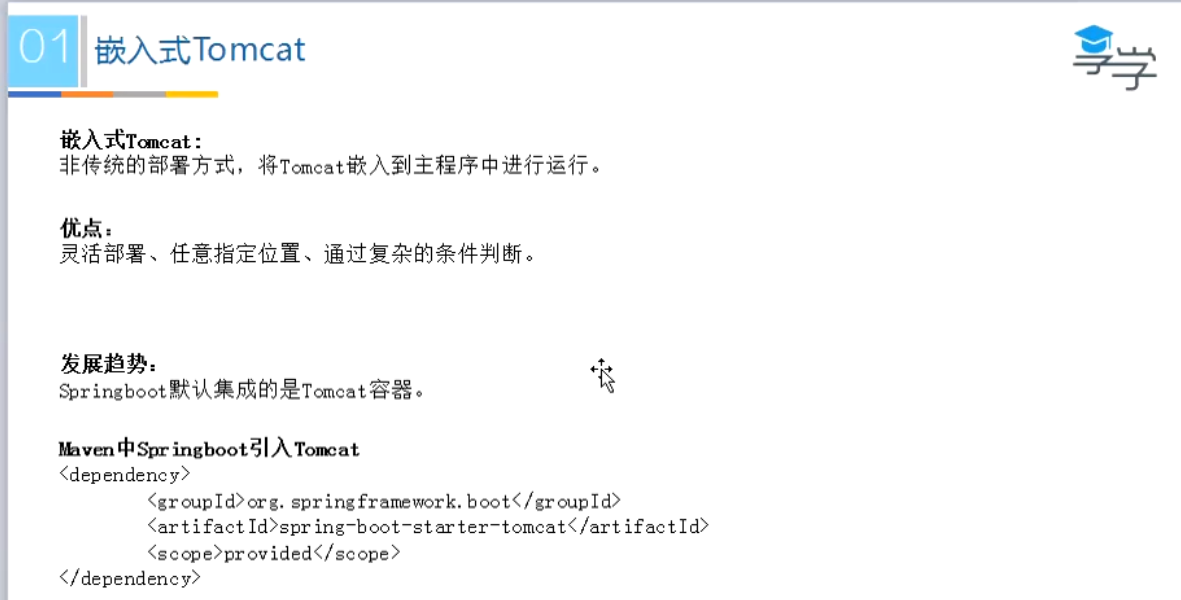 01
嵌入式Tomcat
享学
嵌入式Tomcat:
非传统的部署方式，将Tomcat嵌入到主程序中进行运行。
优点：
灵活部署、任意指定位置、通过复杂的条件判断。
发展趋势：
Springboot默认集成的是Tomcat容器。
Maven中Springboot引入Tomcat
<dependency>
<groupId>org.springframework.boot</groupId>
<artifactId>spring-boot-starter-tomcat</artifactId>
<scope>provided</scope>
</dependency>